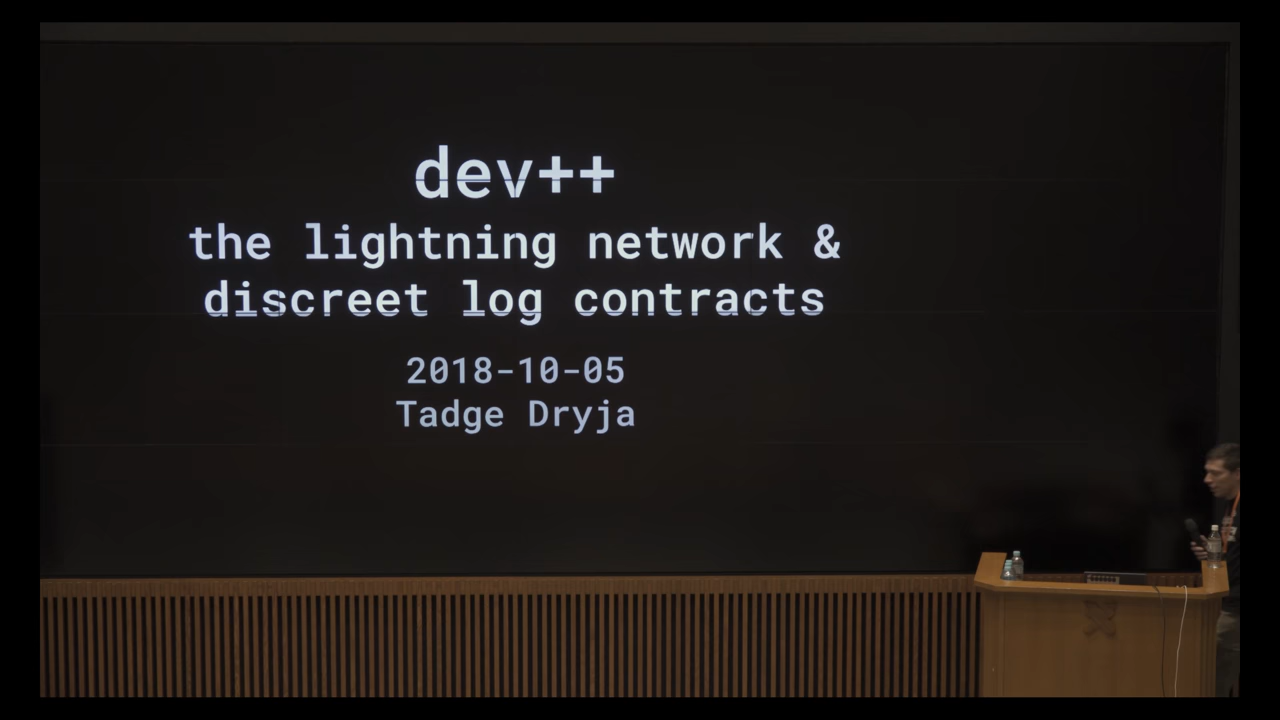 dev++
the lightning network &
discreet log contracts
2018-10-05
Tadge Dryja